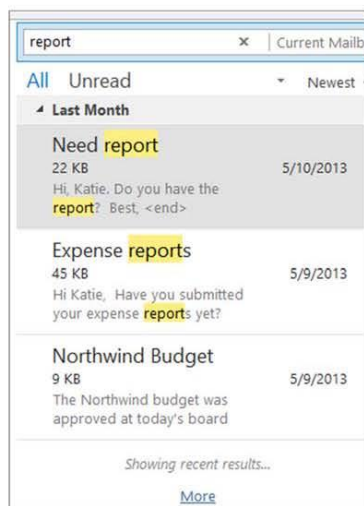 report × Current Mailb
All Unread Newest
Last Month
Need report
22 KB 5/10/2013
Hi, Katie. Do you have the
report? Best, <end>
Expense reports
45 KB 5/9/2013
Hi Katie, Have you submitted
your expense reports yet?
Northwind Budget
9 KB 5/9/2013
The Northwind budget was
approved at today's board
Showing recent results...
More